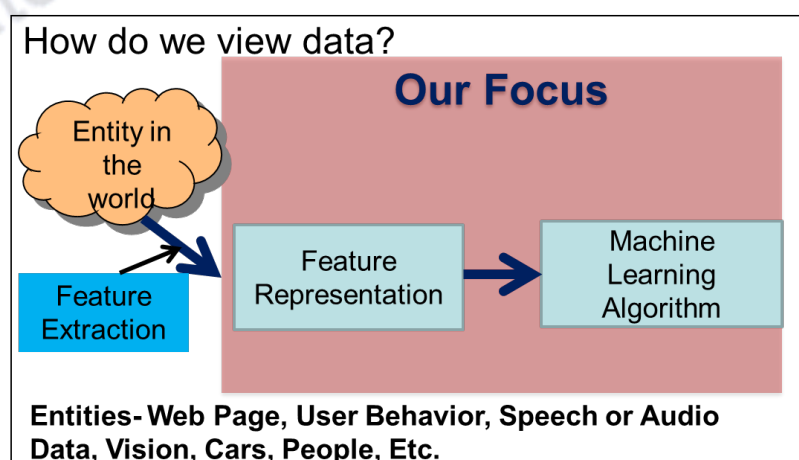 How do we view data?
Our Focus
Entity in
the
world
Feature
Extraction
Feature
Representation
Machine
Learning
Algorithm
Entities- Web Page, User Behavior, Speech or Audio
Data, Vision, Cars, People, Etc.